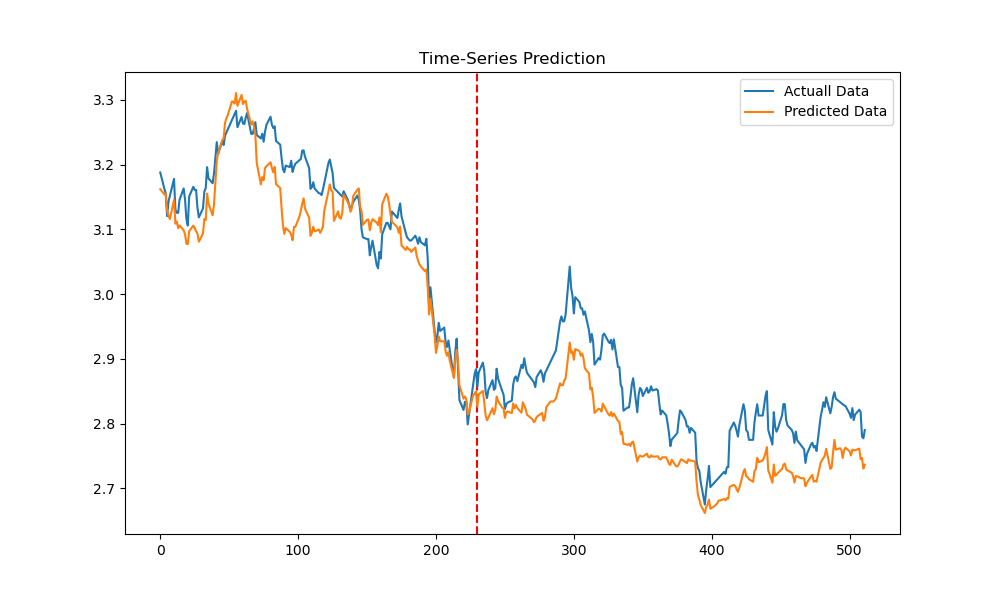 Time-Series Prediction
Actuall Data
Predicted Data
3.3
3.2
3.1
3.0
2.9
2.8
2.7
0 100 200 300 400 500